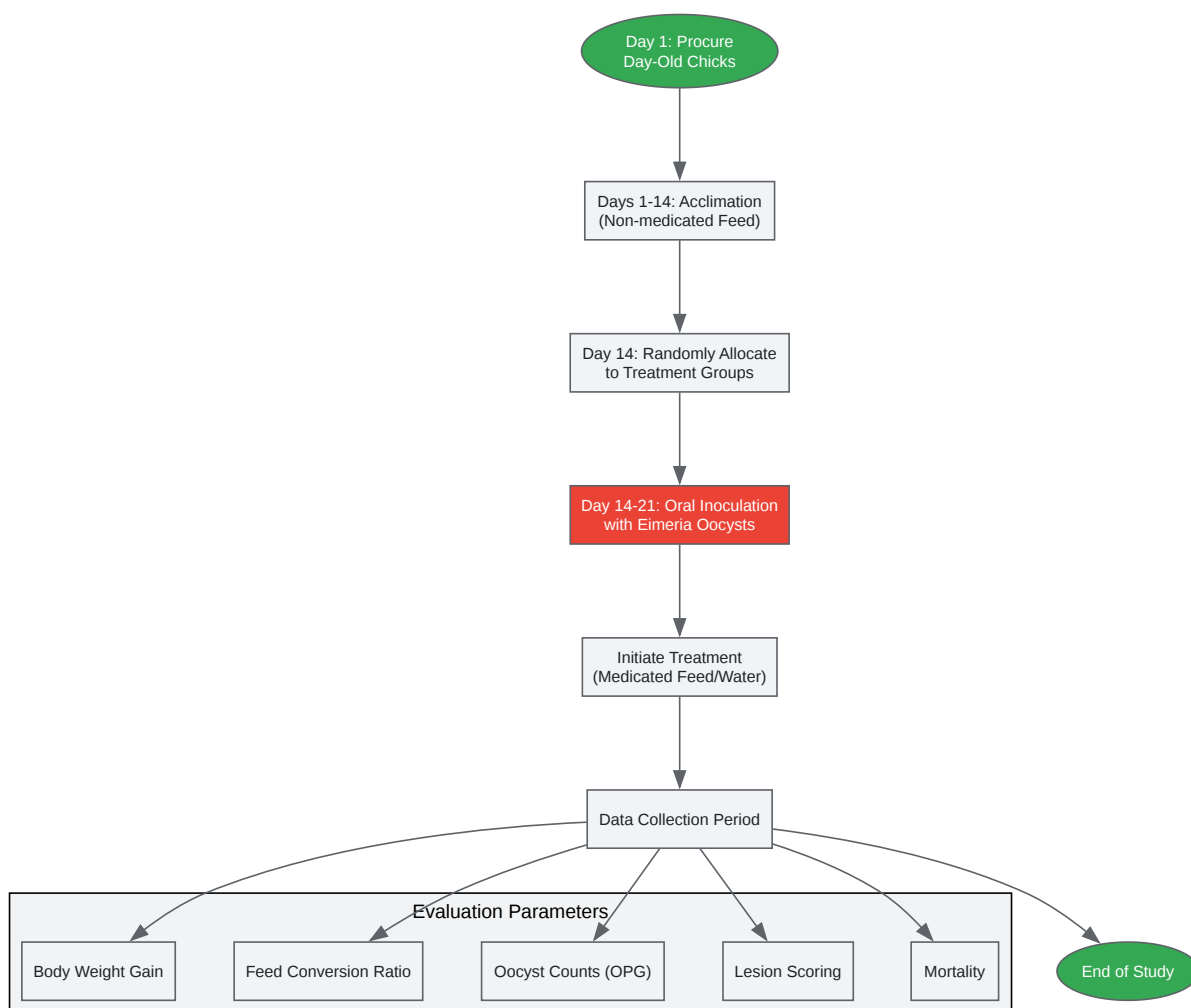 Day 1: Procure
Day-Old Chicks
Days 1-14: Acclimation
(Non-medicated Feed)
Day 14: Randomly Allocate
to Treatment Groups
Day 14-21: Oral Inoculation
with Eimeria Oocysts
Initiate Treatment
(Medicated Feed/Water)
Data Collection Period
Evaluation Parameters
Body Weight Gain
Feed Conversion Ratio
Oocyst Counts (OPG)
Lesion Scoring
Mortality
End of Study